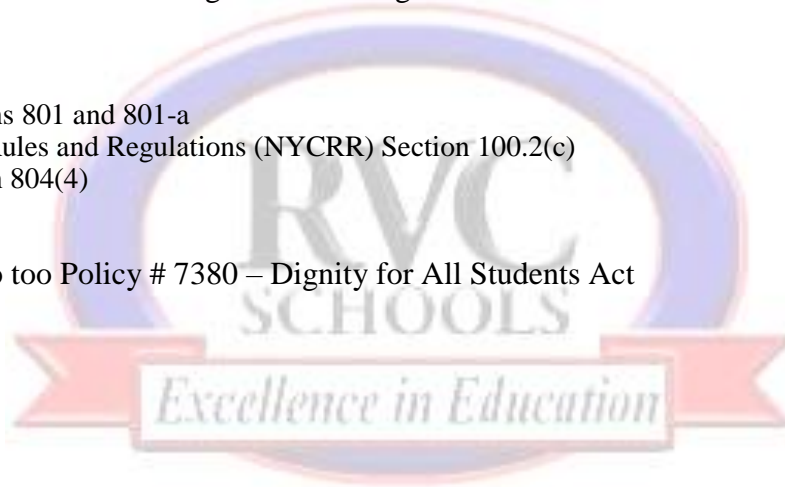 801 and 801-a
ules and Regulations (NYCRR) Section 100.2(c)
804(4)
too Policy # 7380 – Dignity for All Students Act
RVC
SCHOOLS
Excellence in Education